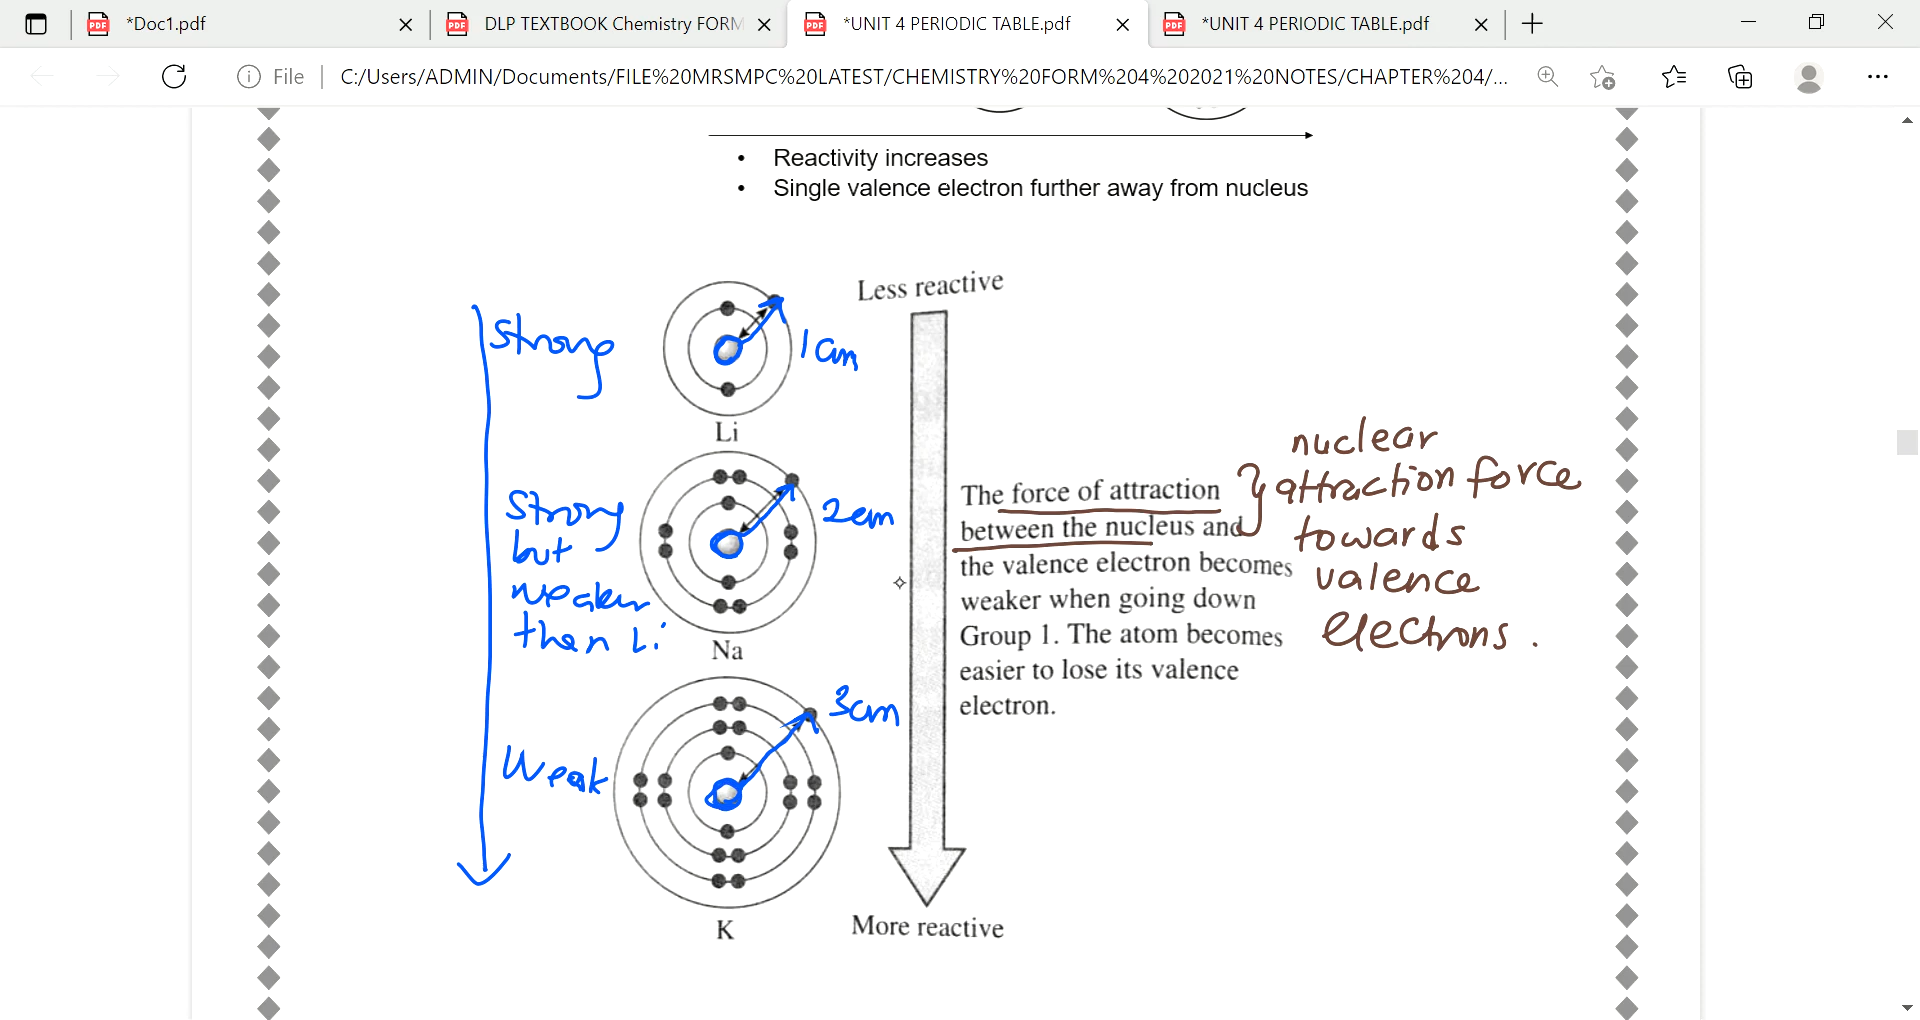 *Doc1.pdf
DLP TEXTBOOK Chemistry FORM
*UNIT 4 PERIODIC TABLE.pdf
*UNIT 4 PERIODIC TABLE.pdf
File
C:/Users/ADMIN/Documents/FILE%20MRSMPC%20LATEST/CHEMISTRY%20FORM%204%202021%20NOTES/CHAPTER%204/...
• Reactivity increases
• Single valence electron further away from nucleus
Less reactive
Strong
1cm
Li
Strong
but
weaker
than Li
2cm
Na
Weak
3cm
K
The force of attraction
between the nucleus and
the valence electron becomes
weaker when going down
Group 1. The atom becomes
easier to lose its valence
electron.
nuclear
attraction force
towards
valence
electrons.
More reactive